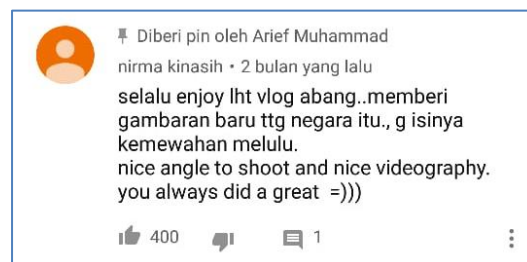 Diberi pin oleh Arief Muhammad
nirma kinasih • 2 bulan yang lalu
selalu enjoy lht vlog abang..memberi
gambaran baru ttg negara itu., g isinya
kemewahan melulu.
nice angle to shoot and nice videography.
you always did a great =)))
400
1